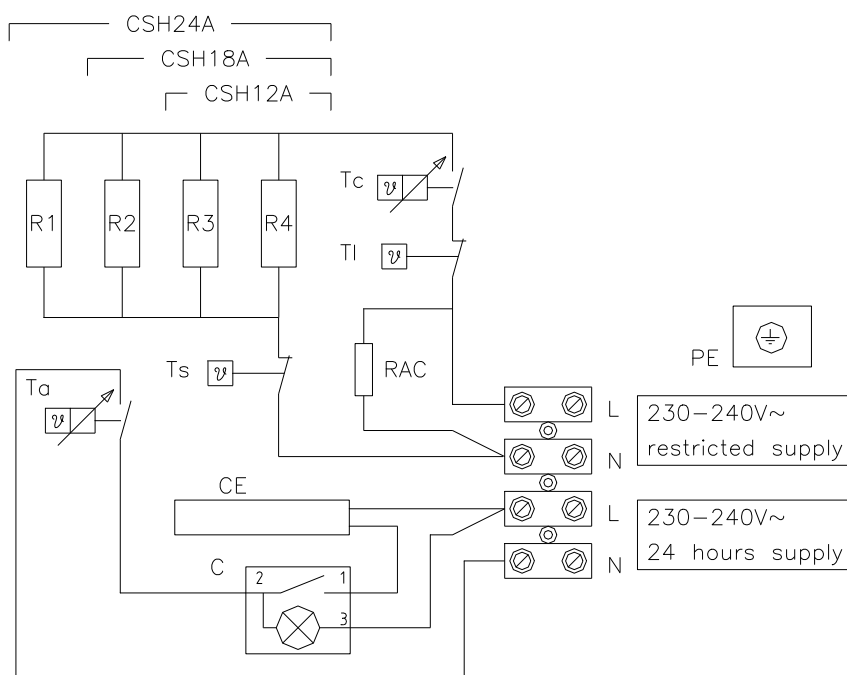 CSH24A
CSH18A
CSH12A
Tc
ϑ
R1 R2 R3 R4
Tl
ϑ
PE
Ts
ϑ
RAC
Ta
ϑ
L
230-240V~
restricted supply
N
CE
L
230-240V~
24 hours supply
N
C
2 1
3